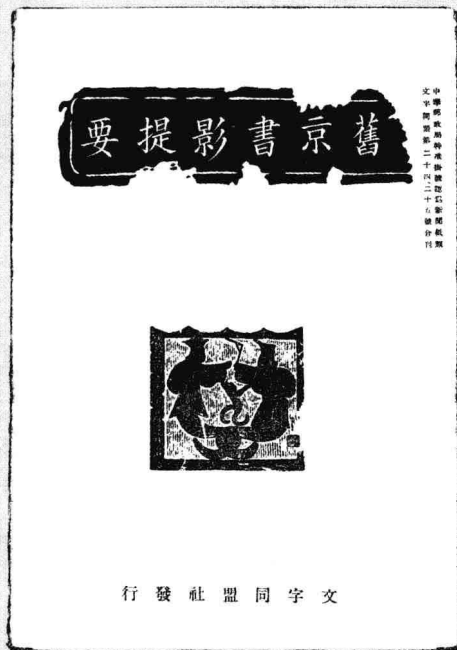 中華郵政局特准掛號認爲新聞紙類
文字同盟第二十四、二十五號合刊
舊京書影提要
文字同盟社發行